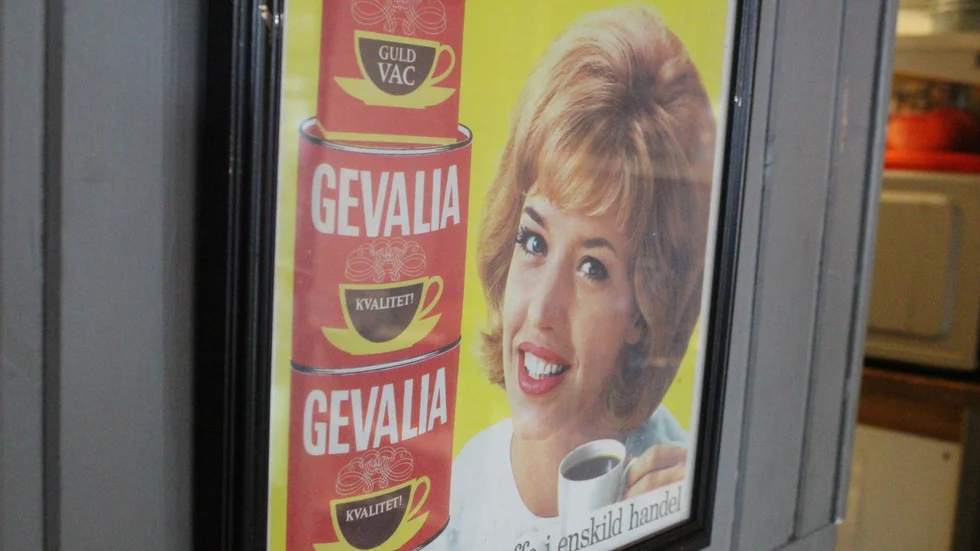 GULD
VAC
GEVALIA
KVALITET!
GEVALIA
KVALITET!
i enskild handel